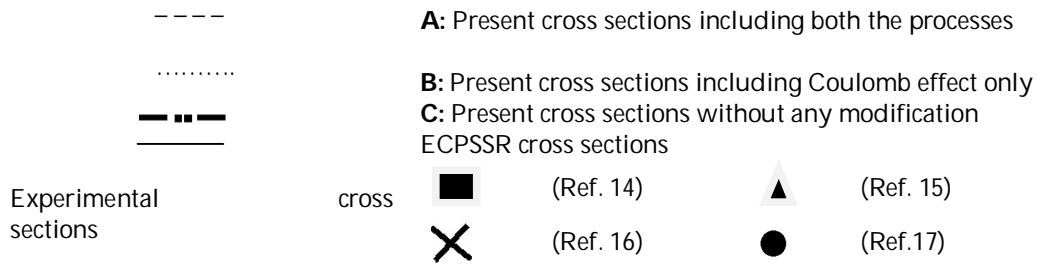 A: Present cross sections including both the processes
B: Present cross sections including Coulomb effect only
C: Present cross sections without any modification
ECPSSR cross sections
Experimental cross
sections
(Ref. 14) (Ref. 15)
(Ref. 16) (Ref.17)